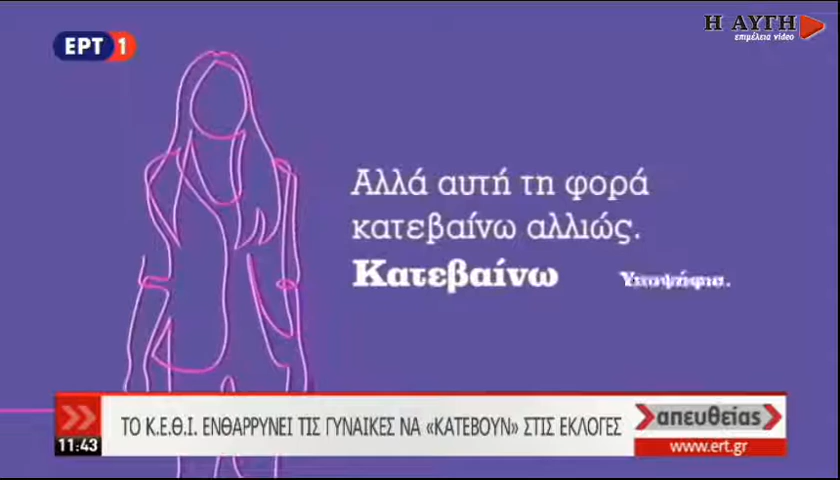 ΕΡΤ 1
Η ΑΥΓΗ
επιμέλεια video
Αλλά αυτή τη φορά
κατεβαίνω αλλιώς.
Κατεβαίνω Υποψήφια.
ΤΟ Κ.Ε.Θ.Ι. ΕΝΘΑΡΡΥΝΕΙ ΤΙΣ ΓΥΝΑΙΚΕΣ ΝΑ «ΚΑΤΕΒΟΥΝ» ΣΤΙΣ ΕΚΛΟΓΕΣ
απευθείας
11:43
www.ert.gr